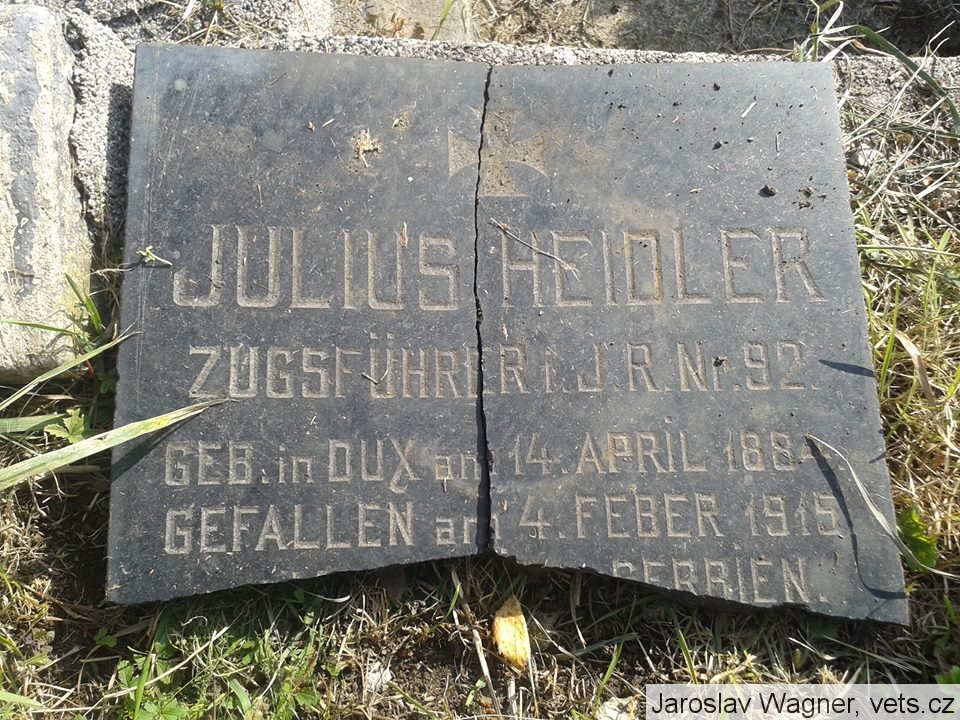 JULIUS HEIDLER
ZUGSFÜHRER i. J.R. Nr. 92.
GEB. in DUX am 14. APRIL
GEFALLEN am 4. FEBER 1915
SERBIEN.
Jaroslav Wagner, vets.cz